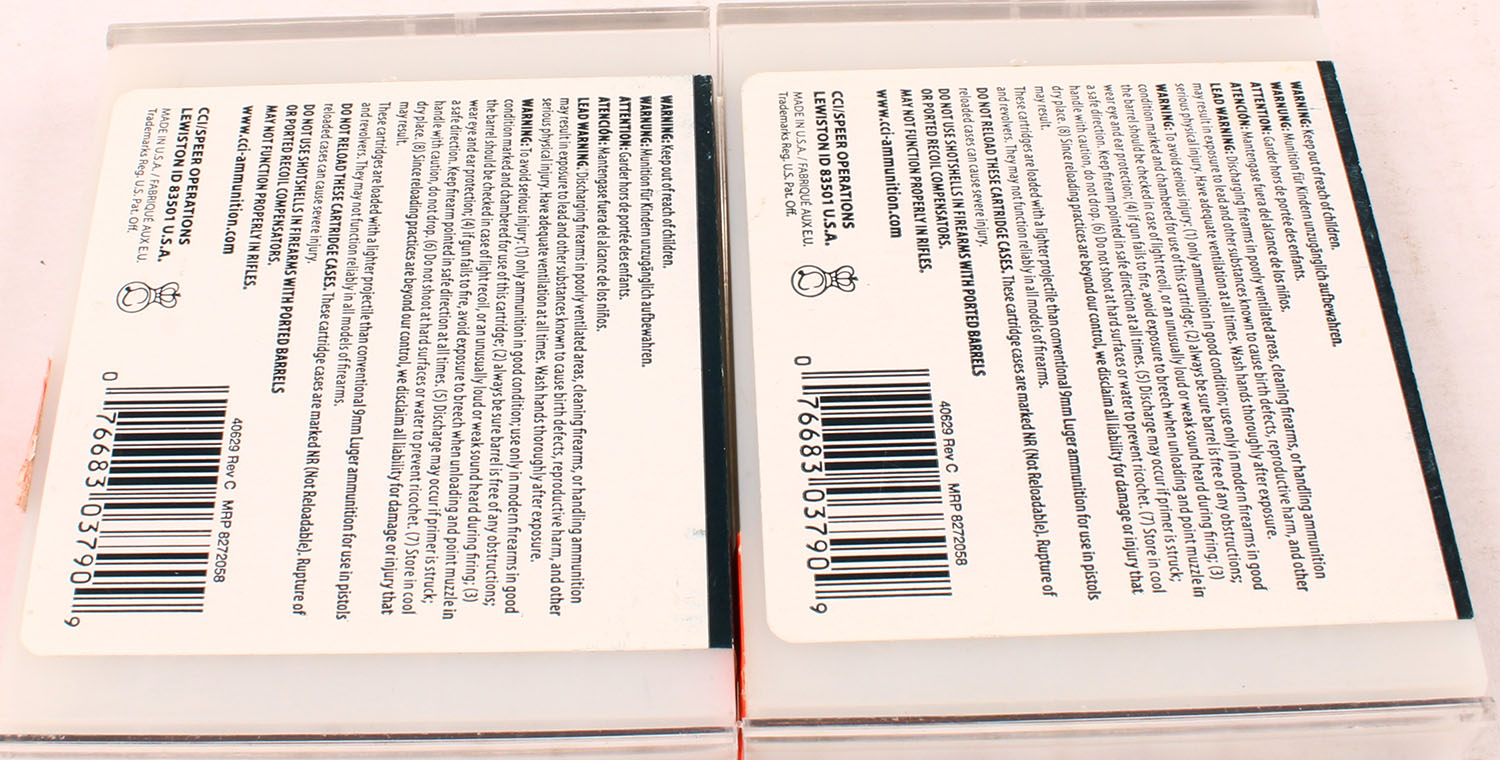 WARNING: Keep out of reach of children.
WARNUNG: Munition für Kindern unzugänglich aufbewahren.
ATTENTION: Garder hors de portée des enfants.
ATENCIÓN: Mantengase fuera del alcance de los niños.
LEAD WARNING: Discharging firearms in poorly ventilated areas, cleaning firearms, or handling ammunition
may result in exposure to lead and other substances known to cause birth defects, reproductive harm, and other
serious physical injury. Have adequate ventilation at all times. Wash hands thoroughly after exposure.
WARNING: To avoid serious injury: (1) only ammunition in good condition; use only in modern firearms in good
condition marked and chambered for use of this cartridge; (2) always be sure barrel is free of any obstructions;
the barrel should be checked in case of light recoil, or an unusually loud or weak sound heard during firing; (3)
wear eye and ear protection; (4) if gun fails to fire, avoid exposure to breech when unloading and point muzzle in
a safe direction. Keep firearm pointed in safe direction at all times. (5) Discharge may occur if primer is struck;
handle with caution, do not drop. (6) Do not shoot at hard surfaces or water to prevent ricochet. (7) Store in cool
dry place. (8) Since reloading practices are beyond our control, we disclaim all liability for damage or injury that
may result.
These cartridges are loaded with a lighter projectile than conventional 9mm Luger ammunition for use in pistols
and revolvers. They may not function reliably in all models of firearms.
DO NOT RELOAD THESE CARTRIDGE CASES. These cartridge cases are marked NR (Not Reloadable). Rupture of
reloaded cases can cause severe injury.
DO NOT USE SHOTSHELLS IN FIREARMS WITH PORTED BARRELS
OR PORTED RECOIL COMPENSATORS.
MAY NOT FUNCTION PROPERLY IN RIFLES.
www.cci-ammunition.com
CCI/SPEER OPERATIONS
LEWISTON ID 83501 U.S.A.
MADE IN U.S.A. / FABRIQUÉ AUX E.U.
Trademarks Reg. U.S. Pat. Off.
40629 Rev C MRP 8272058
0 76683 03790 9
WARNING: Keep out of reach of children.
WARNUNG: Munition für Kindern unzugänglich aufbewahren.
ATTENTION: Garder hors de portée des enfants.
ATENCIÓN: Mantengase fuera del alcance de los niños.
LEAD WARNING: Discharging firearms in poorly ventilated areas, cleaning firearms, or handling ammunition
may result in exposure to lead and other substances known to cause birth defects, reproductive harm, and other
serious physical injury. Have adequate ventilation at all times. Wash hands thoroughly after exposure.
WARNING: To avoid serious injury: (1) only ammunition in good condition; use only in modern firearms in good
condition marked and chambered for use of this cartridge; (2) always be sure barrel is free of any obstructions;
the barrel should be checked in case of light recoil, or an unusually loud or weak sound heard during firing; (3)
wear eye and ear protection; (4) if gun fails to fire, avoid exposure to breech when unloading and point muzzle in
a safe direction. Keep firearm pointed in safe direction at all times. (5) Discharge may occur if primer is struck;
handle with caution, do not drop. (6) Do not shoot at hard surfaces or water to prevent ricochet. (7) Store in cool
dry place. (8) Since reloading practices are beyond our control, we disclaim all liability for damage or injury that
may result.
These cartridges are loaded with a lighter projectile than conventional 9mm Luger ammunition for use in pistols
and revolvers. They may not function reliably in all models of firearms.
DO NOT RELOAD THESE CARTRIDGE CASES. These cartridge cases are marked NR (Not Reloadable). Rupture of
reloaded cases can cause severe injury.
DO NOT USE SHOTSHELLS IN FIREARMS WITH PORTED BARRELS
OR PORTED RECOIL COMPENSATORS.
MAY NOT FUNCTION PROPERLY IN RIFLES.
www.cci-ammunition.com
CCI/SPEER OPERATIONS
LEWISTON ID 83501 U.S.A.
MADE IN U.S.A. / FABRIQUÉ AUX E.U.
Trademarks Reg. U.S. Pat. Off.
40629 Rev C MRP 8272058
0 76683 03790 9